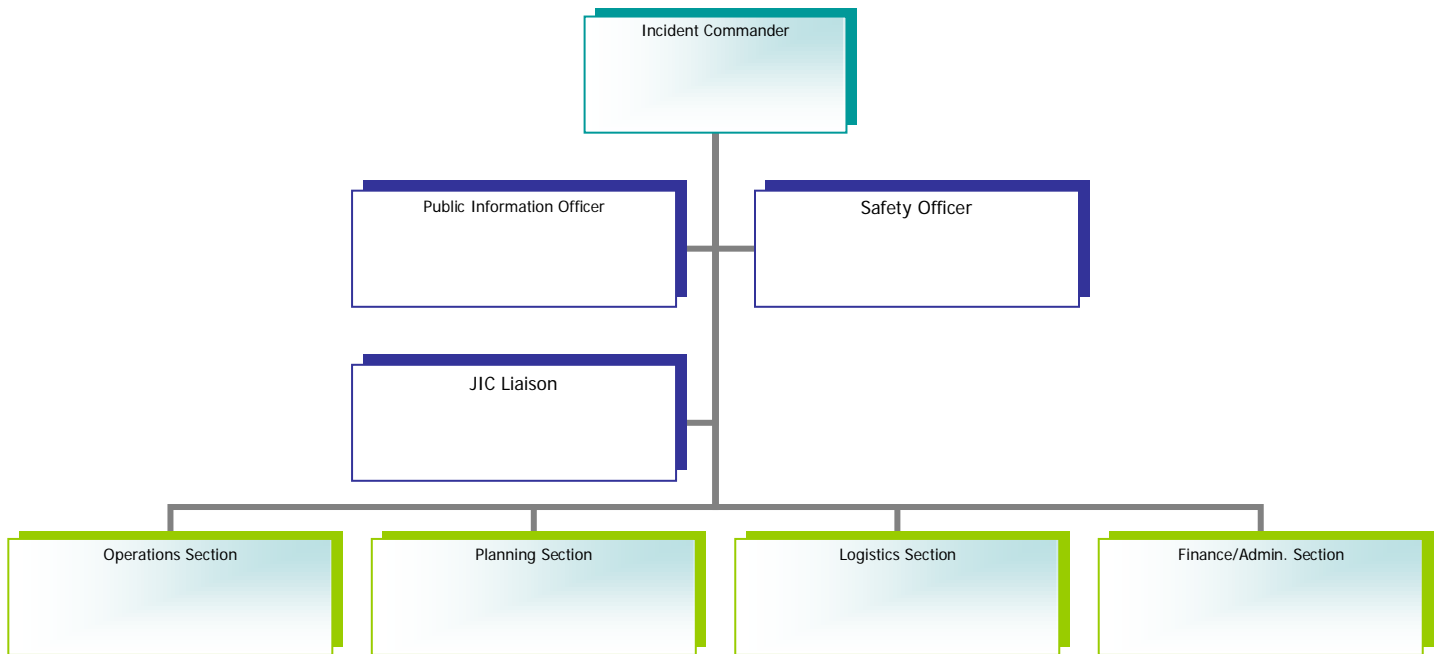 Incident Commander
Public Information Officer
Safety Officer
JIC Liaison
Operations Section
Planning Section
Logistics Section
Finance/Admin. Section